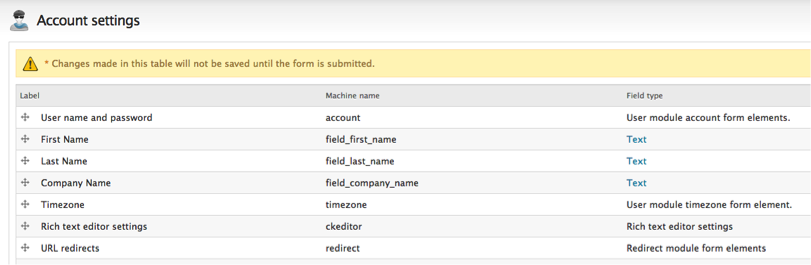 Account settings
* Changes made in this table will not be saved until the form is submitted.
Label Machine name Field type
User name and password account User module account form elements.
First Name field_first_name Text
Last Name field_last_name Text
Company Name field_company_name Text
Timezone timezone User module timezone form element.
Rich text editor settings ckeditor Rich text editor settings
URL redirects redirect Redirect module form elements